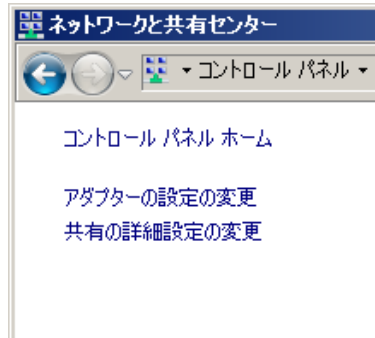 ネットワークと共有センター
コントロール パネル
コントロール パネル ホーム
アダプターの設定の変更
共有の詳細設定の変更